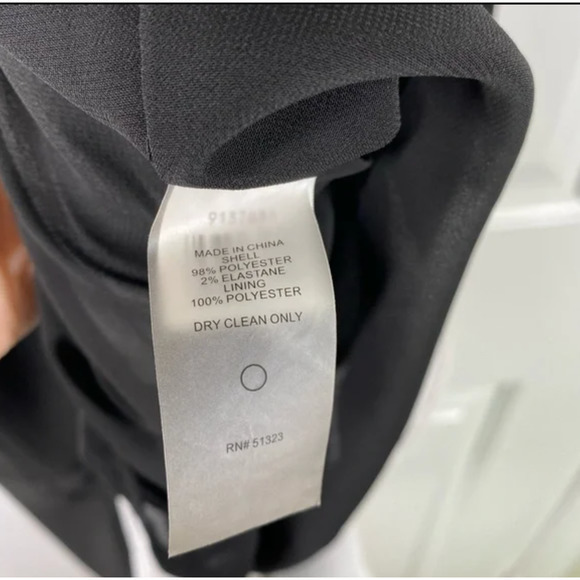 MADE IN CHINA
SHELL
98% POLYESTER
2% ELASTANE
LINING
100% POLYESTER
DRY CLEAN ONLY
RN# 51323